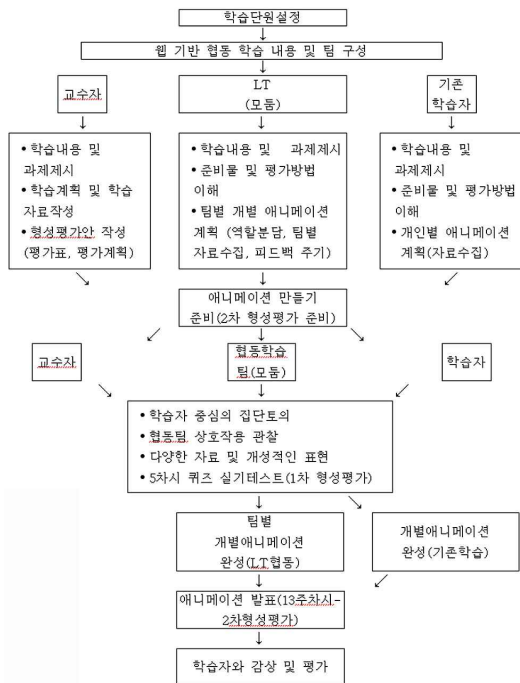 학습단원설정
웹 기반 협동 학습 내용 및 팀 구성
교수자
LT
(모둠)
기존
학습자
• 학습내용 및
과제제시
• 학습계획 및 학습
자료작성
• 형성평가안 작성
(평가표, 평가계획)
• 학습내용 및 과제제시
• 준비물 및 평가방법
이해
• 팀별 개별 애니메이션
계획 (역할분담, 팀별
자료수집, 피드백 주기)
• 학습내용 및
과제제시
• 준비물 및 평가방법
이해
• 개인별 애니메이션
계획(자료수집)
애니메이션 만들기
준비(2차 형성평가 준비)
교수자
협동학습
팀(모둠)
학습자
• 학습자 중심의 집단토의
• 협동팀 상호작용 관찰
• 다양한 자료 및 개성적인 표현
• 5차시 퀴즈 실기테스트(1차 형성평가)
팀별
개별애니메이션
완성(LT협동)
개별애니메이션
완성(기존학습)
애니메이션 발표(13주차시-
2차형성평가)
학습자와 감상 및 평가